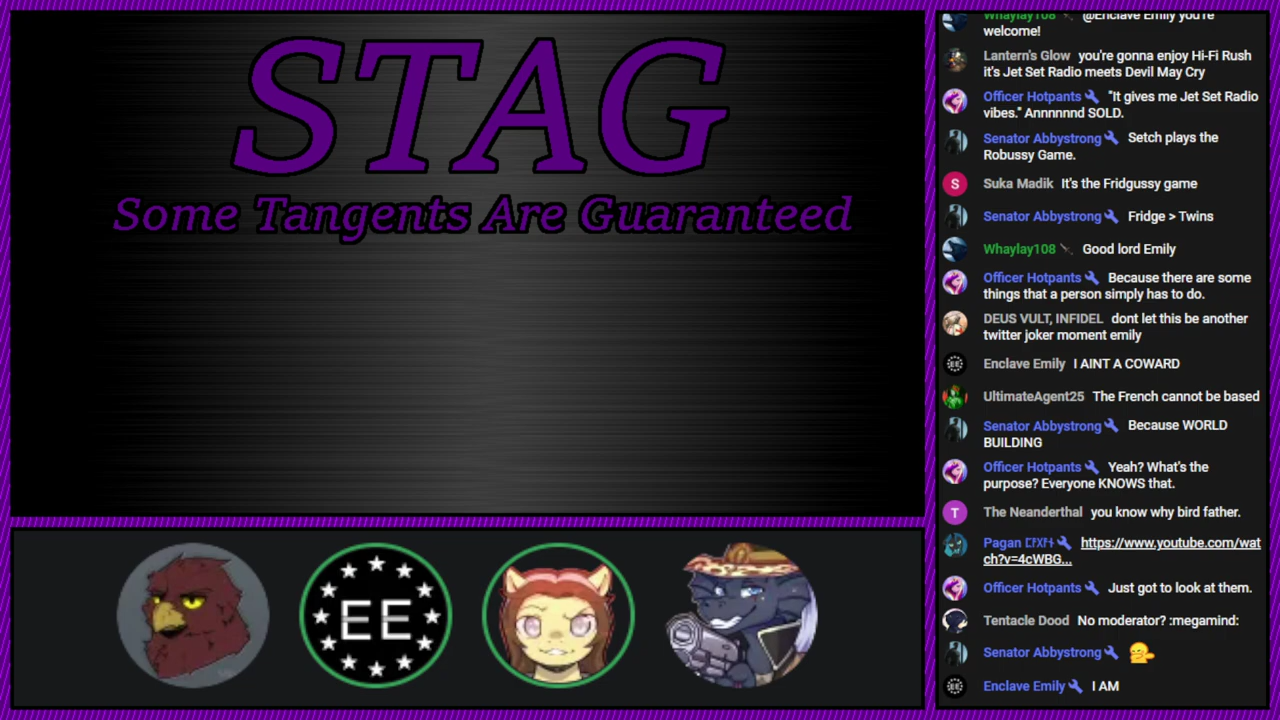 STAG
Some Tangents Are Guaranteed
EE
Whaylay108 @Enclave Emily you're
welcome!
Lantern's Glow you're gonna enjoy Hi-Fi Rush
it's Jet Set Radio meets Devil May Cry
Officer Hotpants "It gives me Jet Set Radio
vibes." Annnnnnd SOLD.
Senator Abbystrong Setch plays the
Robussy Game.
S
Suka Madik It's the Fridgussy game
Senator Abbystrong Fridge > Twins
Whaylay108 Good lord Emily
Officer Hotpants Because there are some
things that a person simply has to do.
DEUS VULT, INFIDEL dont let this be another
twitter joker moment emily
EE
Enclave Emily I AINT A COWARD
UltimateAgent25 The French cannot be based
Senator Abbystrong Because WORLD
BUILDING
Officer Hotpants Yeah? What's the
purpose? Everyone KNOWS that.
T
The Neanderthal you know why bird father.
Pagan https://www.youtube.com/wat
ch?v=4cWBG...
Officer Hotpants Just got to look at them.
Tentacle Dood No moderator? :megamind:
Senator Abbystrong 
EE
Enclave Emily I AM